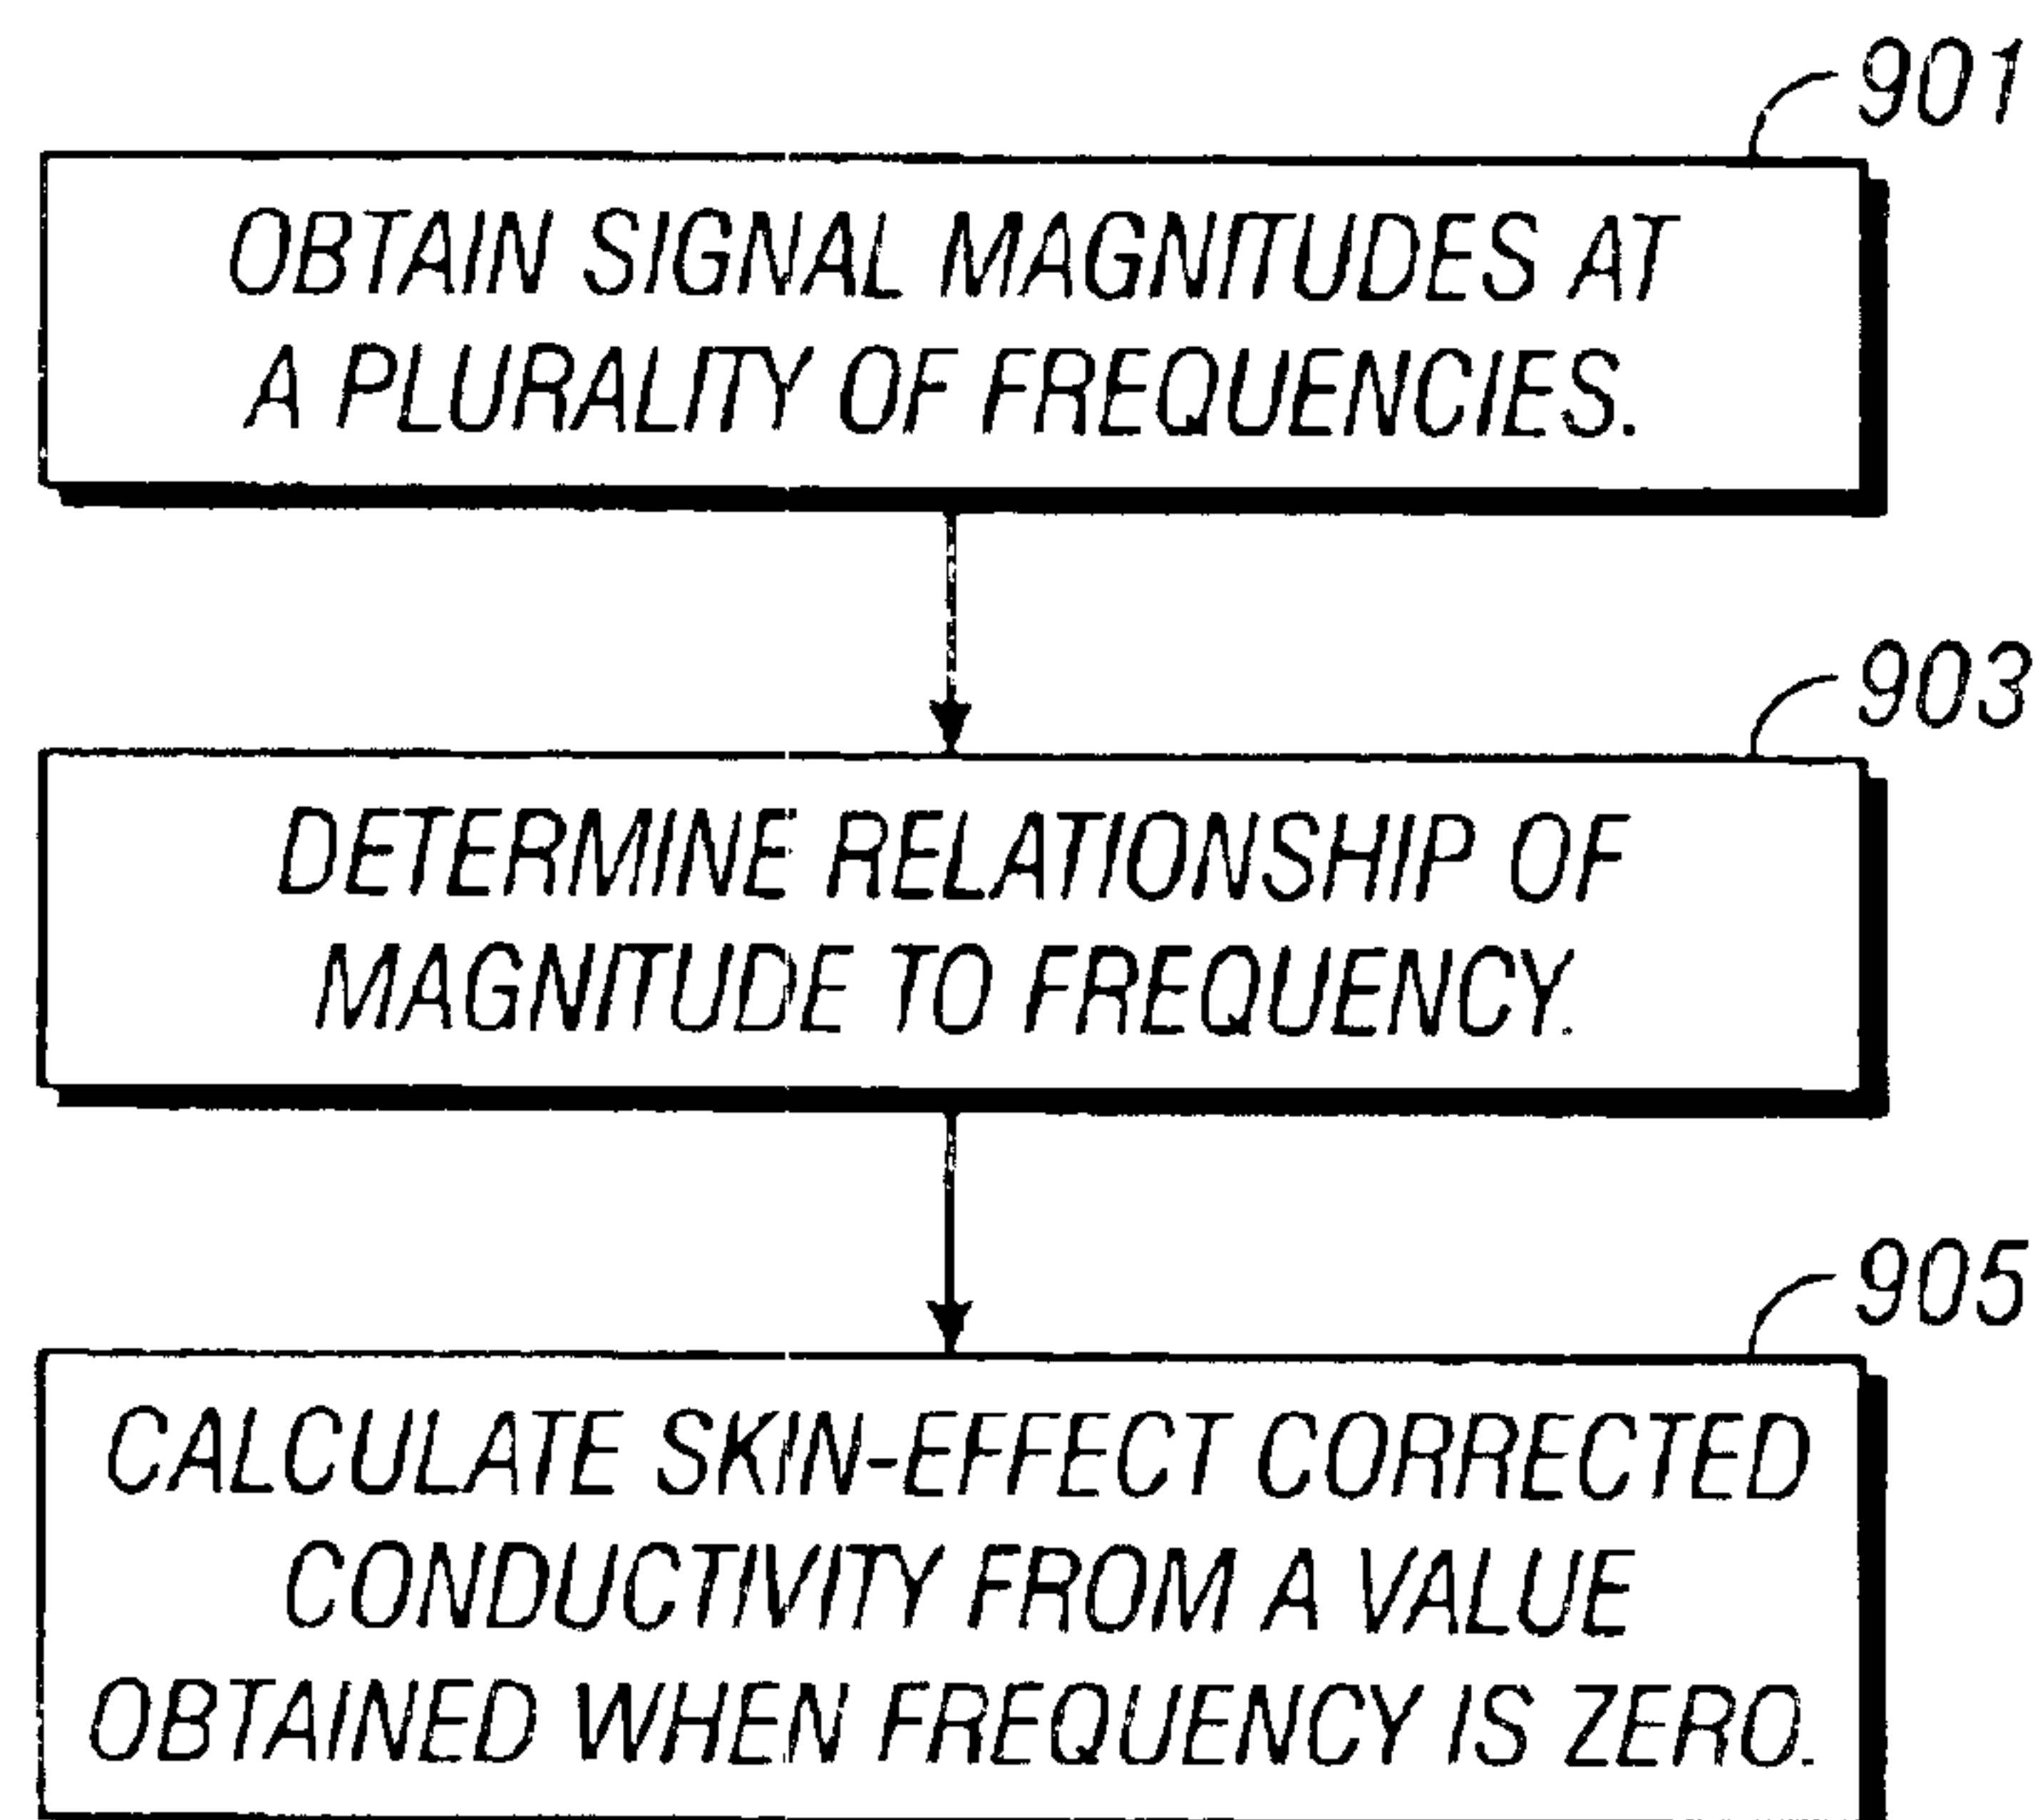 901
OBTAIN SIGNAL MAGNITUDES AT
A PLURALITY OF FREQUENCIES.
903
DETERMINE RELATIONSHIP OF
MAGNITUDE TO FREQUENCY.
905
CALCULATE SKIN-EFFECT CORRECTED
CONDUCTIVITY FROM A VALUE
OBTAINED WHEN FREQUENCY IS ZERO.